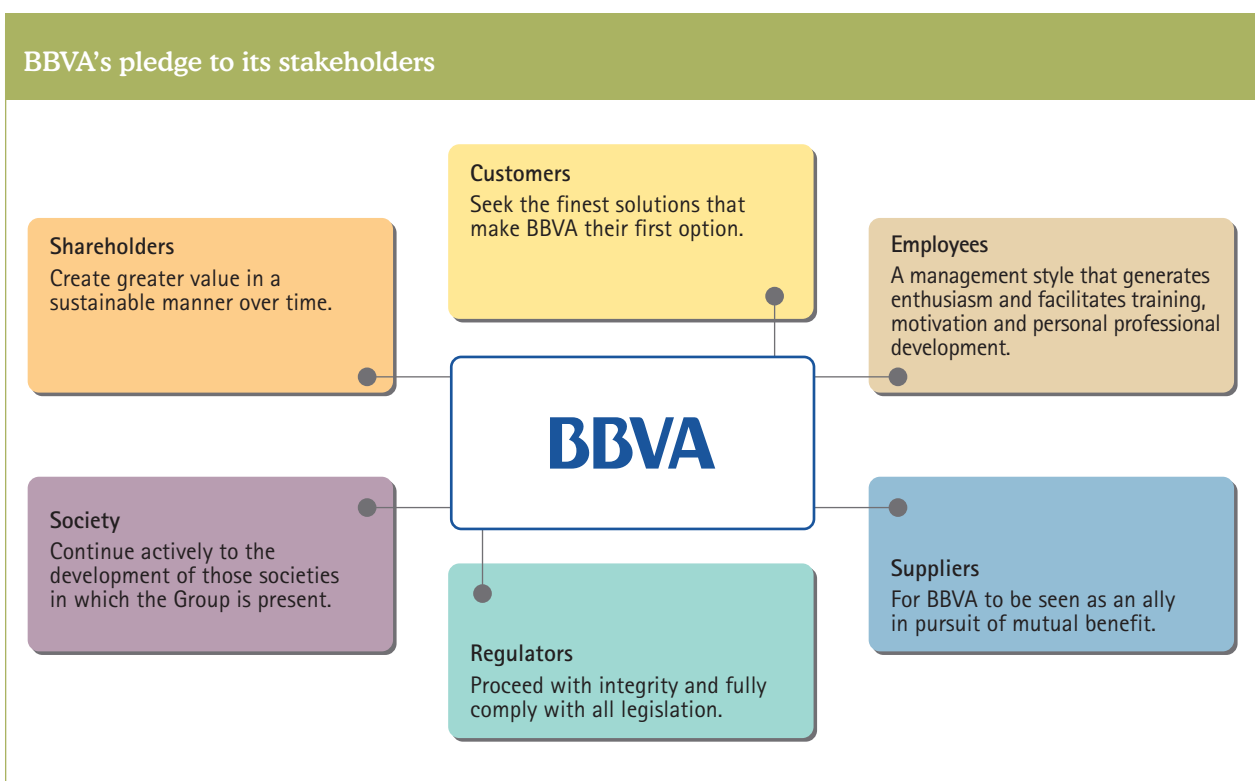 BBVA's pledge to its stakeholders
Customers
Seek the finest solutions that
make BBVA their first option.
Shareholders
Create greater value in a
sustainable manner over time.
Employees
A management style that generates
enthusiasm and facilitates training,
motivation and personal professional
development.
BBVA
Society
Continue actively to the
development of those societies
in which the Group is present.
Suppliers
For BBVA to be seen as an ally
in pursuit of mutual benefit.
Regulators
Proceed with integrity and fully
comply with all legislation.